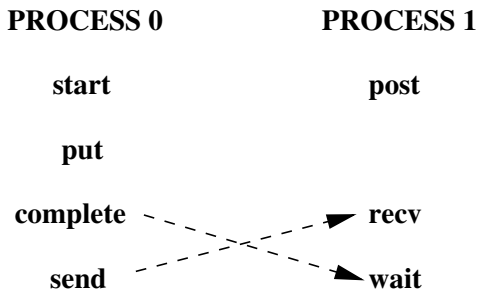 PROCESS 0 PROCESS 1
start post
put
complete recv
send wait